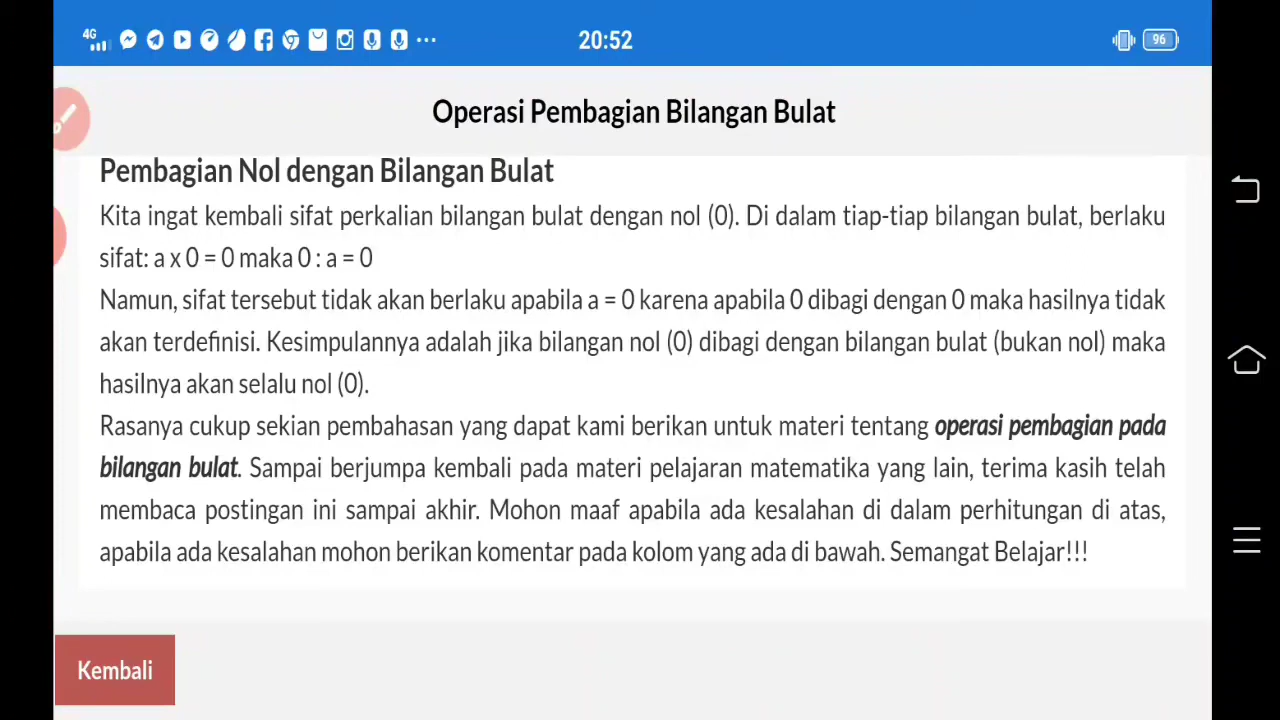 4G
20:52
96
Operasi Pembagian Bilangan Bulat
Pembagian Nol dengan Bilangan Bulat
Kita ingat kembali sifat perkalian bilangan bulat dengan nol (0). Di dalam tiap-tiap bilangan bulat, berlaku
sifat: a x 0 = 0 maka 0 : a = 0
Namun, sifat tersebut tidak akan berlaku apabila a = 0 karena apabila 0 dibagi dengan 0 maka hasilnya tidak
akan terdefinisi. Kesimpulannya adalah jika bilangan nol (0) dibagi dengan bilangan bulat (bukan nol) maka
hasilnya akan selalu nol (0).
Rasanya cukup sekian pembahasan yang dapat kami berikan untuk materi tentang operasi pembagian pada
bilangan bulat. Sampai berjumpa kembali pada materi pelajaran matematika yang lain, terima kasih telah
membaca postingan ini sampai akhir. Mohon maaf apabila ada kesalahan di dalam perhitungan di atas,
apabila ada kesalahan mohon berikan komentar pada kolom yang ada di bawah. Semangat Belajar!!!
Kembali